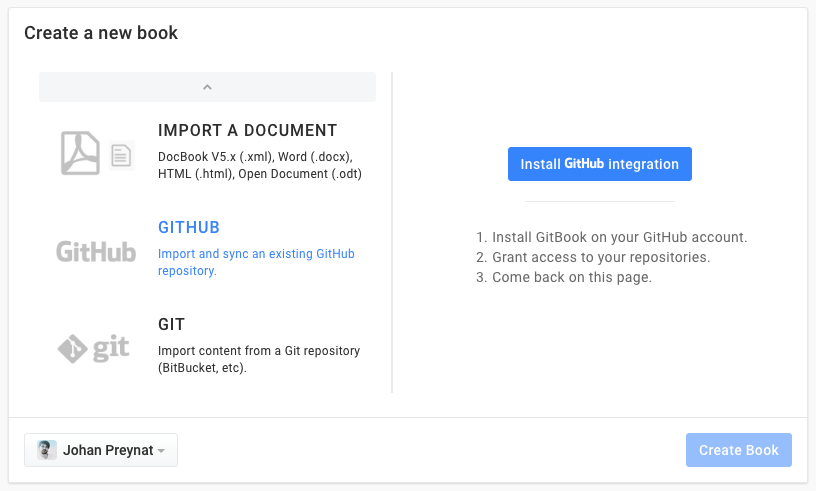 Create a new book
IMPORT A DOCUMENT
DocBook V5.x (.xml), Word (.docx),
HTML (.html), Open Document (.odt)
GitHub
GITHUB
Import and sync an existing GitHub
repository.
git
GIT
Import content from a Git repository
(BitBucket, etc).
Install GitHub integration
1. Install GitBook on your GitHub account.
2. Grant access to your repositories.
3. Come back on this page.
Johan Preynat
Create Book